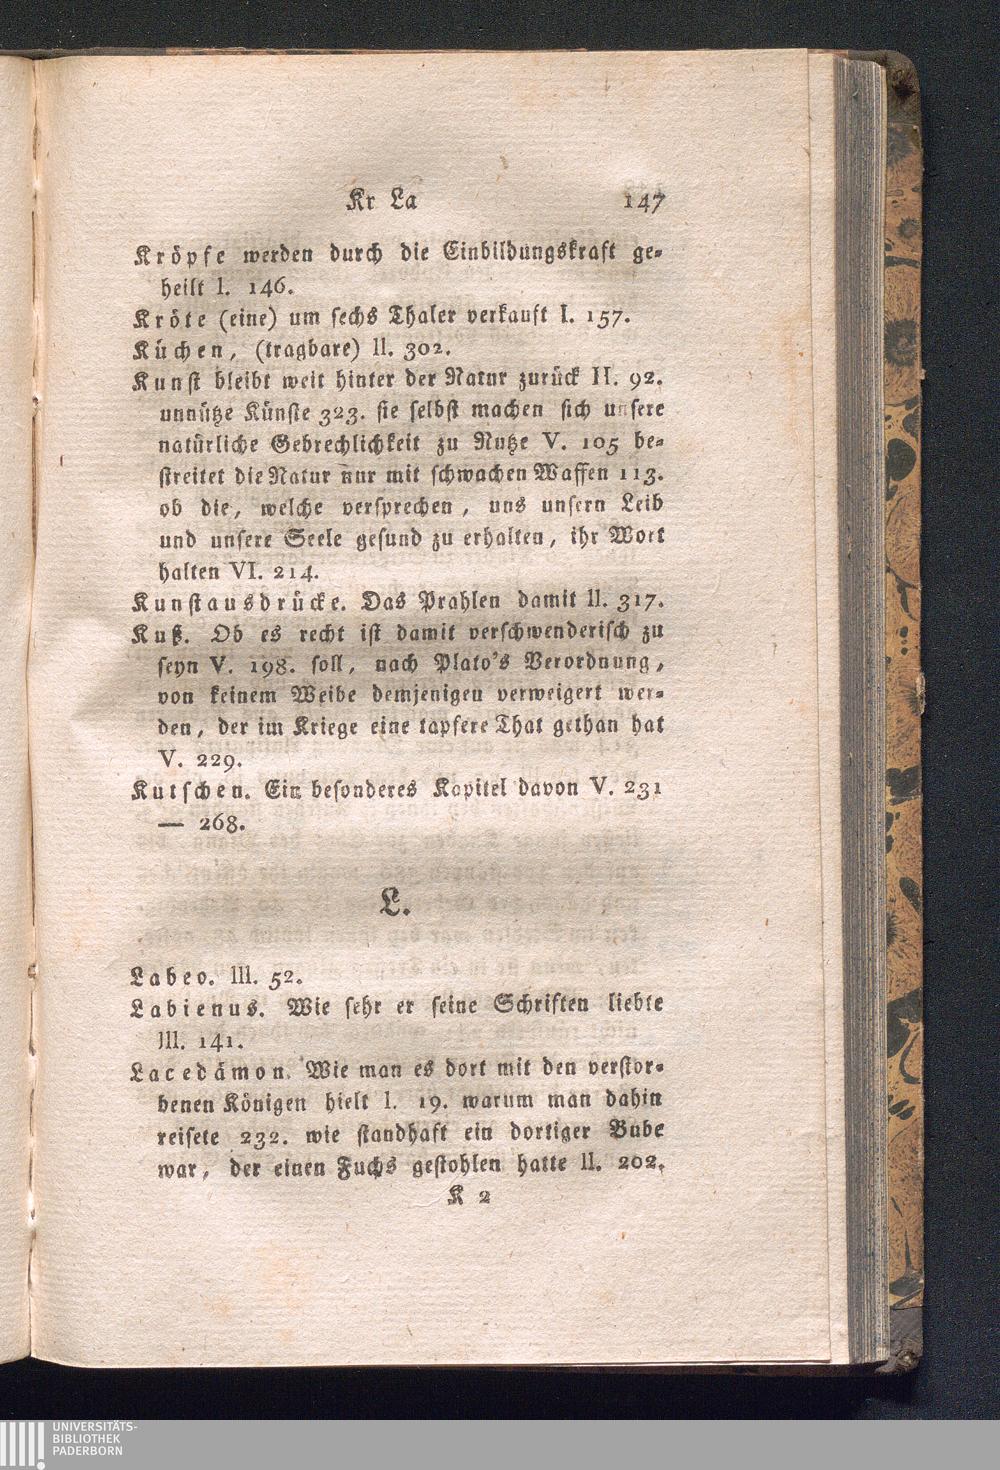 Kr La 147
Kröpfe werden durch die Einbildungskraft ge-
heilt I. 146.
Kröte (eine) um sechs Thaler verkauft I. 157.
Küchen, (tragbare) II. 302.
Kunst bleibt weit hinter der Natur zurück II. 92.
unnütze Künste 323. sie selbst machen sich unsere
natürliche Gebrechlichkeit zu Nutze V. 105 be-
streitet die Natur nur mit schwachen Waffen 113.
ob die, welche versprechen, uns unsern Leib
und unsere Seele gesund zu erhalten, ihr Wort
halten VI. 214.
Kunstausdrücke. Das Prahlen damit II. 317.
Kuß. Ob es recht ist damit verschwenderisch zu
seyn V. 198. soll, nach Plato's Verordnung,
von keinem Weibe demjenigen verweigert wer-
den, der im Kriege eine tapfere That gethan hat
V. 229.
Kutschen. Ein besonderes Kapitel davon V. 231
— 268.
L.
Labeo. III. 52.
Labienus. Wie sehr er seine Schriften liebte
III. 141.
Lacedämon. Wie man es dort mit den verstor-
benen Königen hielt I. 19. warum man dahin
reisete 232. wie standhaft ein dortiger Bube
war, der einen Fuchs gestohlen hatte II. 202.
K 2
UNIVERSITÄTS-
BIBLIOTHEK
PADERBORN